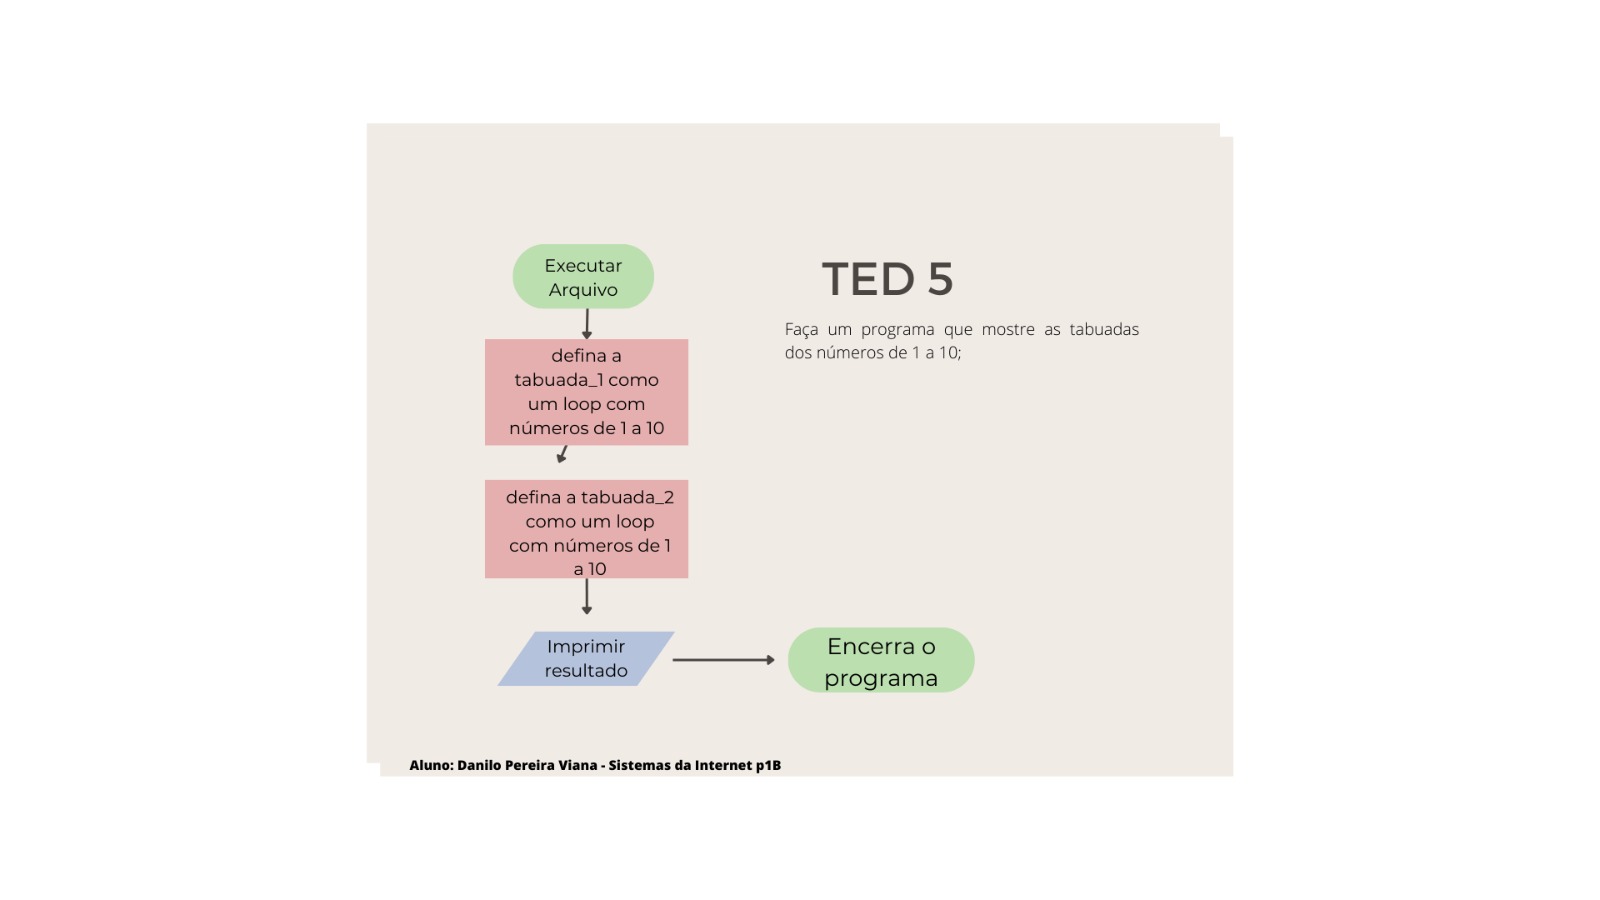 Executar
Arquivo
defina a
tabuada_1 como
um loop com
números de 1 a 10
defina a tabuada_2
como um loop
com números de 1
a 10
Imprimir
resultado
Encerra o
programa
TED 5
Faça um programa que mostre as tabuadas
dos números de 1 a 10;
Aluno: Danilo Pereira Viana - Sistemas da Internet p1B